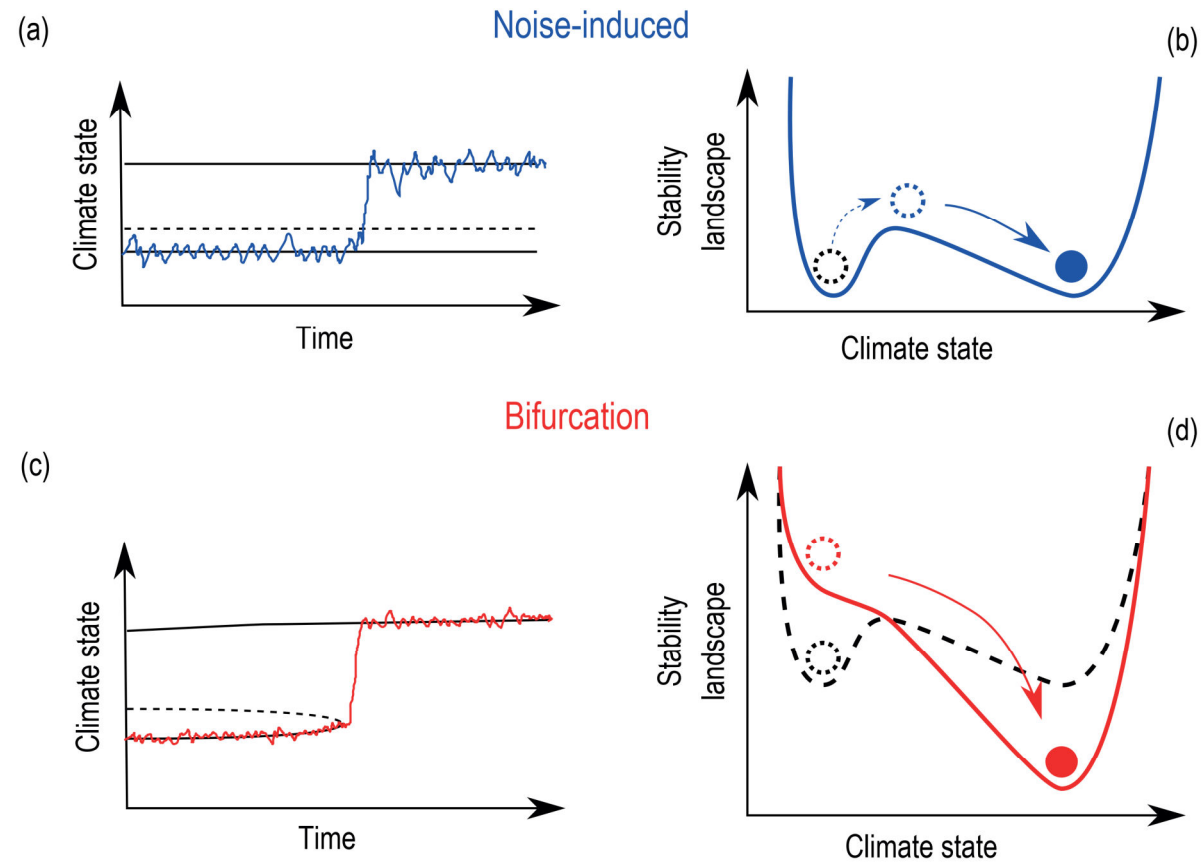 (a)
Noise-induced
(b)
Climate state
Time
Stability
landscape
Climate state
Bifurcation
(c)
(d)
Climate state
Time
Stability
landscape
Climate state